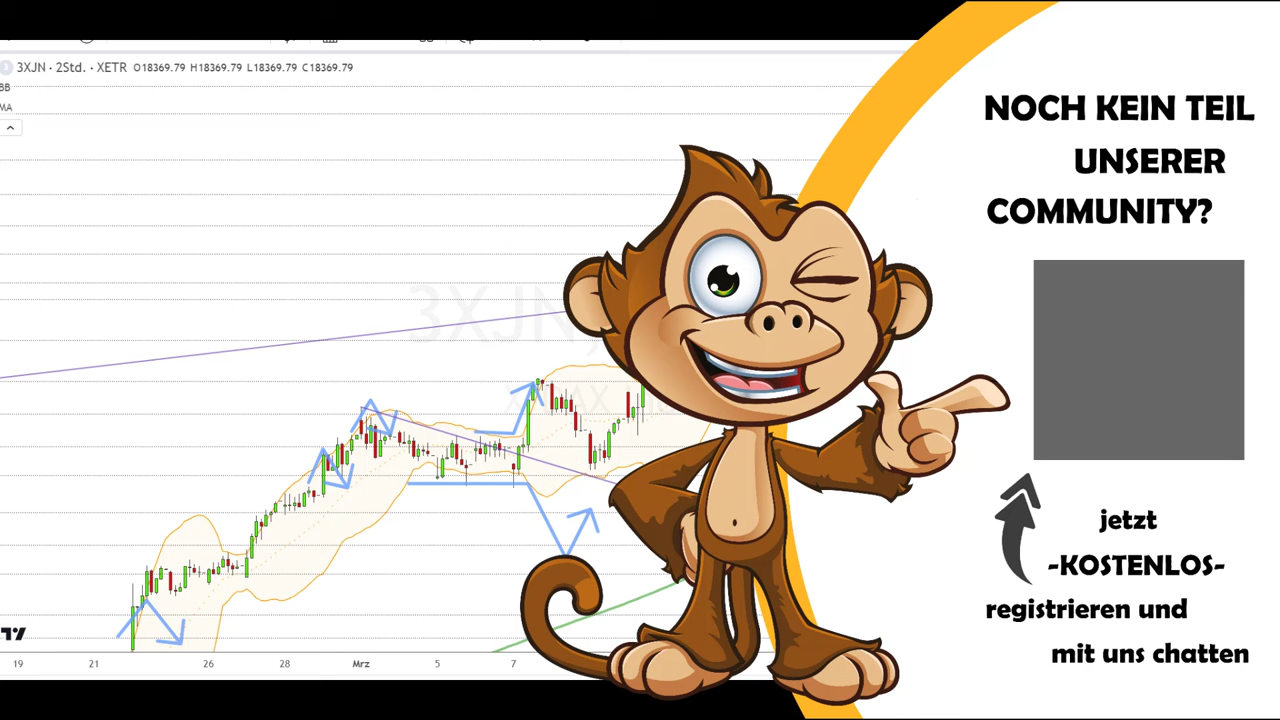 3XJN · 2Std. · XETR O18369.79 H18369.79 L18369.79 C18369.79
BB
MA
3XJN,
NOCH KEIN TEIL
UNSERER
COMMUNITY?
jetzt
-KOSTENLOS-
registrieren und
mit uns chatten
19 21 26 28 Mrz 5 7